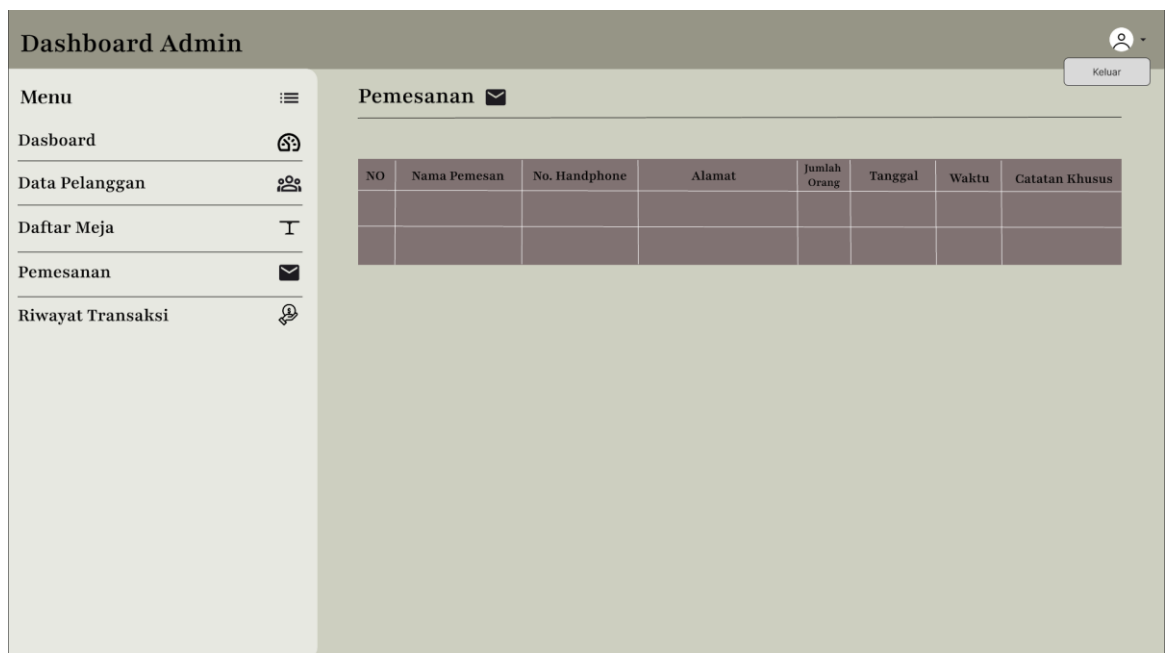 Dashboard Admin
Keluar
Menu
Dasboard
Data Pelanggan
Daftar Meja
Pemesanan
Riwayat Transaksi
Pemesanan
NO Nama Pemesan No. Handphone Alamat Jumlah Orang Tanggal Waktu Catatan Khusus